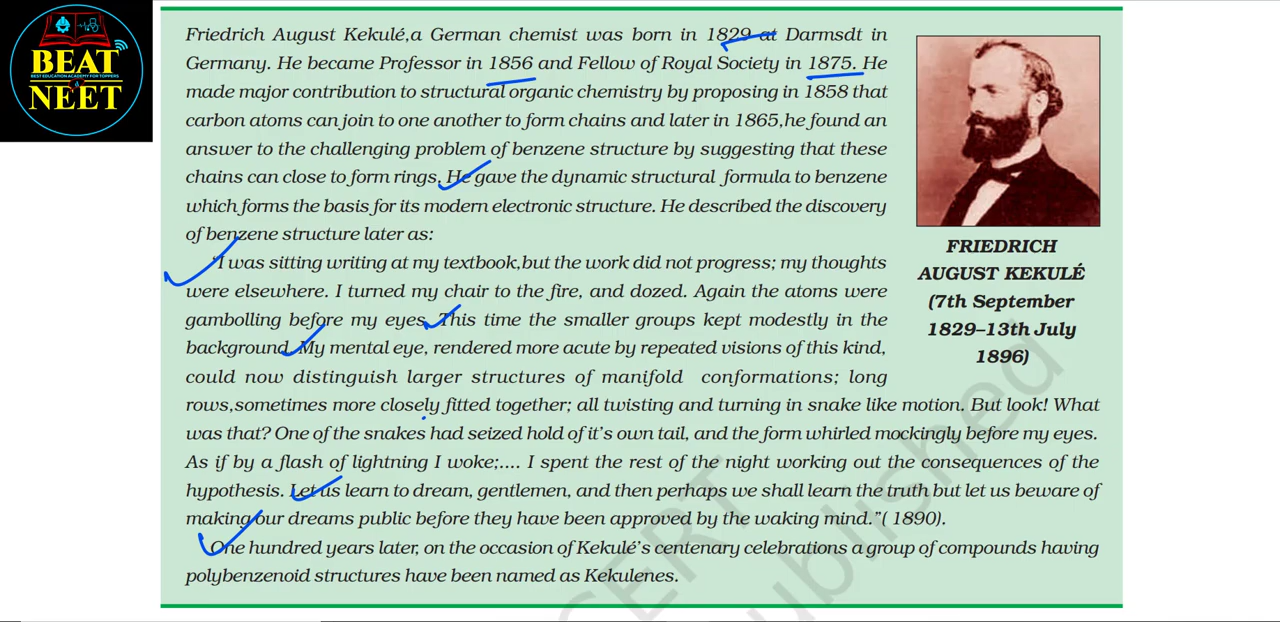 BEAT
BEST EDUCATION ACADEMY FOR TOPPERS
NEET
Friedrich August Kekulé,a German chemist was born in 1829 at Darmsdt in
Germany. He became Professor in 1856 and Fellow of Royal Society in 1875. He
made major contribution to structural organic chemistry by proposing in 1858 that
carbon atoms can join to one another to form chains and later in 1865,he found an
answer to the challenging problem of benzene structure by suggesting that these
chains can close to form rings. He gave the dynamic structural formula to benzene
which forms the basis for its modern electronic structure. He described the discovery
of benzene structure later as:
“I was sitting writing at my textbook,but the work did not progress; my thoughts
were elsewhere. I turned my chair to the fire, and dozed. Again the atoms were
gambolling before my eyes. This time the smaller groups kept modestly in the
background. My mental eye, rendered more acute by repeated visions of this kind,
could now distinguish larger structures of manifold conformations; long
rows,sometimes more closely fitted together; all twisting and turning in snake like motion. But look! What
was that? One of the snakes had seized hold of it’s own tail, and the form whirled mockingly before my eyes.
As if by a flash of lightning I woke;.... I spent the rest of the night working out the consequences of the
hypothesis. Let us learn to dream, gentlemen, and then perhaps we shall learn the truth but let us beware of
making our dreams public before they have been approved by the waking mind.”( 1890).
One hundred years later, on the occasion of Kekulé’s centenary celebrations a group of compounds having
polybenzenoid structures have been named as Kekulenes.
FRIEDRICH
AUGUST KEKULÉ
(7th September
1829–13th July
1896)
CERT
ublished